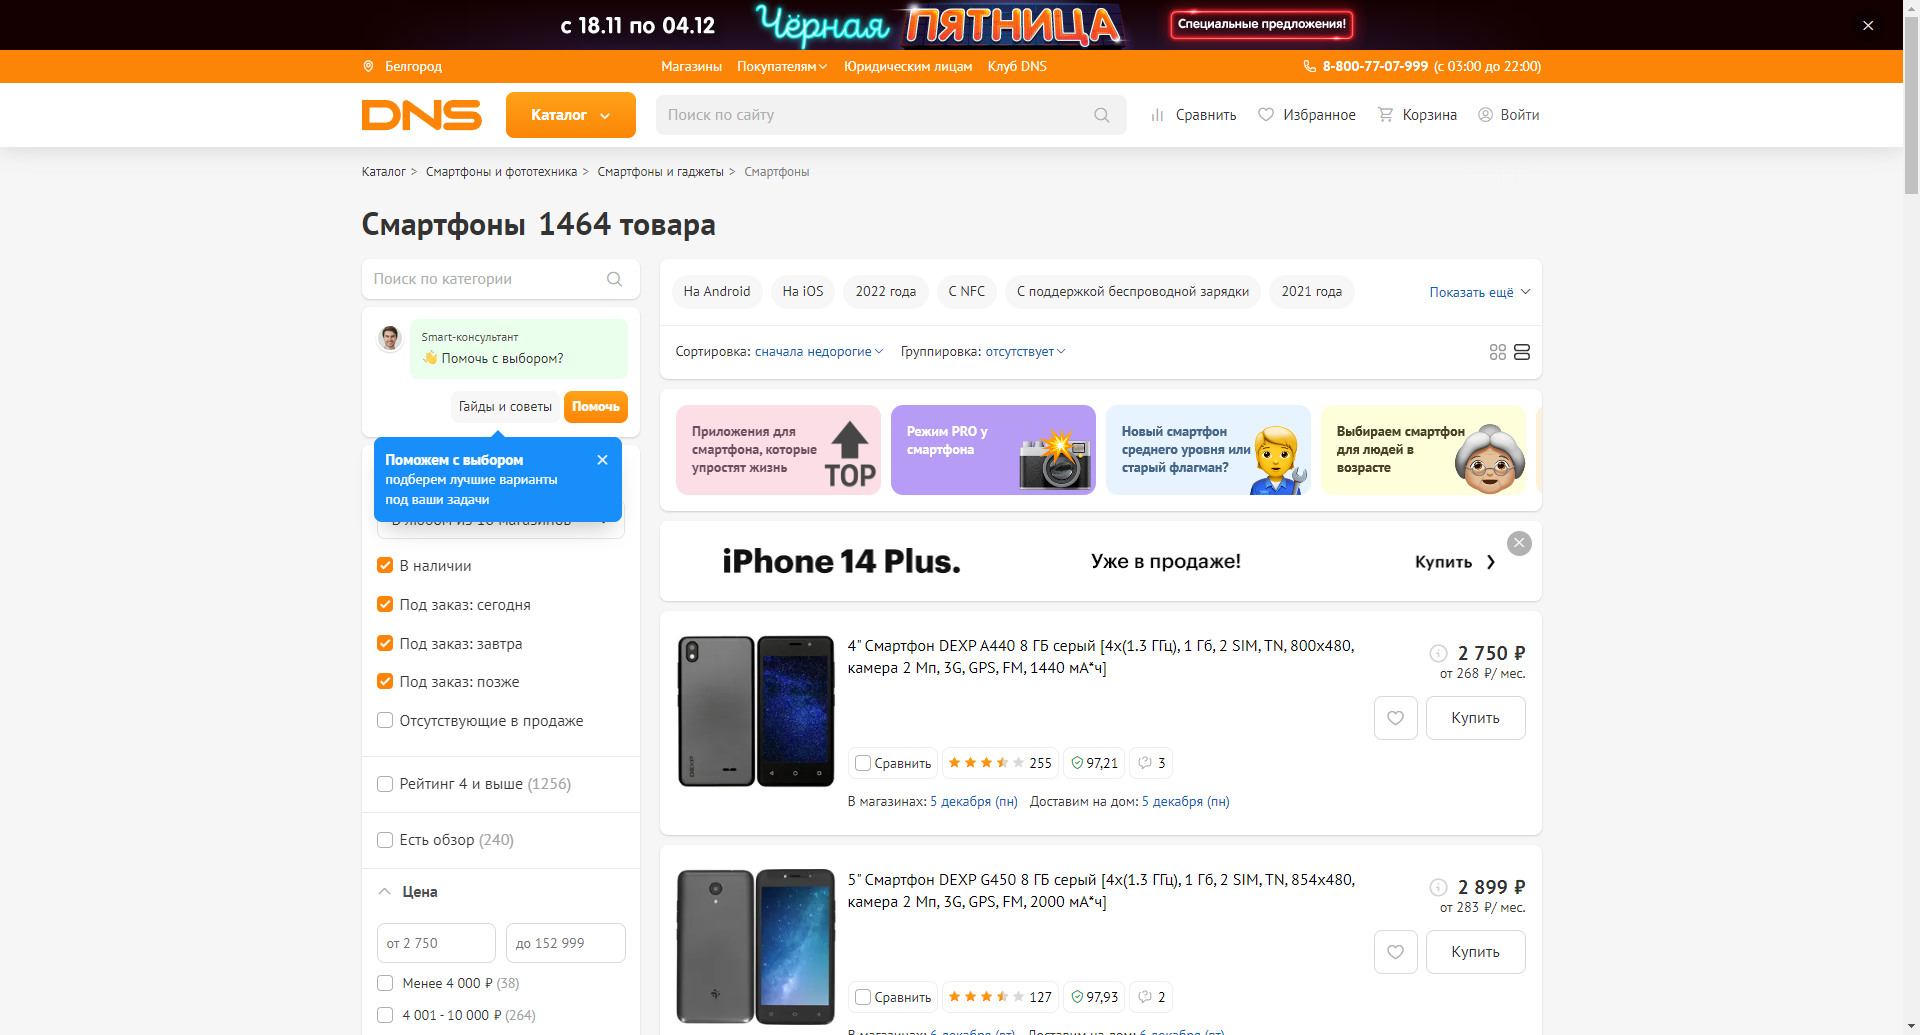 с 18.11 по 04.12
Чёрная ПЯТНИЦА
Специальные предложения!
Белгород
Магазины
Покупателям
Юридическим лицам
Клуб DNS
8-800-77-07-999 (с 03:00 до 22:00)
DNS
Каталог
Поиск по сайту
Сравнить
Избранное
Корзина
Войти
Каталог > Смартфоны и фототехника > Смартфоны и гаджеты > Смартфоны
Смартфоны 1464 товара
Поиск по категории
Smart-консультант
Помочь с выбором?
Гайды и советы
Помочь
Поможем с выбором
подберем лучшие варианты
под ваши задачи
В наличии
Под заказ: сегодня
Под заказ: завтра
Под заказ: позже
Отсутствующие в продаже
Рейтинг 4 и выше (1256)
Есть обзор (240)
Цена
от 2 750
до 152 999
Менее 4 000 ₽ (38)
4 001 - 10 000 ₽ (264)
На Android
На iOS
2022 года
С NFC
С поддержкой беспроводной зарядки
2021 года
Показать ещё
Сортировка: сначала недорогие
Группировка: отсутствует
Приложения для
смартфона, которые
упростят жизнь
TOP
Режим PRO у
смартфона
Новый смартфон
среднего уровня или
старый флагман?
Выбираем смартфон
для людей в
возрасте
iPhone 14 Plus.
Уже в продаже!
Купить
4" Смартфон DEXP A440 8 ГБ серый [4x(1.3 ГГц), 1 Гб, 2 SIM, TN, 800x480,
камера 2 Мп, 3G, GPS, FM, 1440 мА*ч]
2 750 ₽
от 268 ₽/ мес.
Купить
Сравнить
255
97,21
3
В магазинах: 5 декабря (пн)
Доставим на дом: 5 декабря (пн)
5" Смартфон DEXP G450 8 ГБ серый [4x(1.3 ГГц), 1 Гб, 2 SIM, TN, 854x480,
камера 2 Мп, 3G, GPS, FM, 2000 мА*ч]
2 899 ₽
от 283 ₽/ мес.
Купить
Сравнить
127
97,93
2
В магазинах: 6 декабря (вт)
Доставим на дом: 6 декабря (вт)